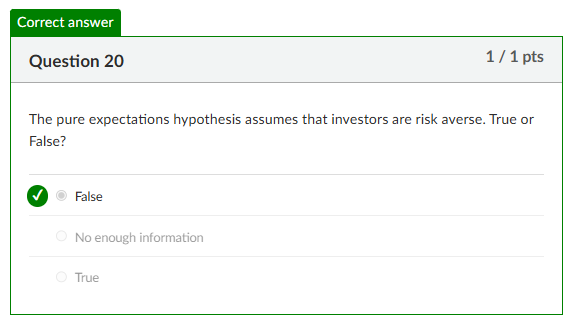 Correct answer
Question 20
1 / 1 pts
The pure expectations hypothesis assumes that investors are risk averse. True or
False?
False
No enough information
True